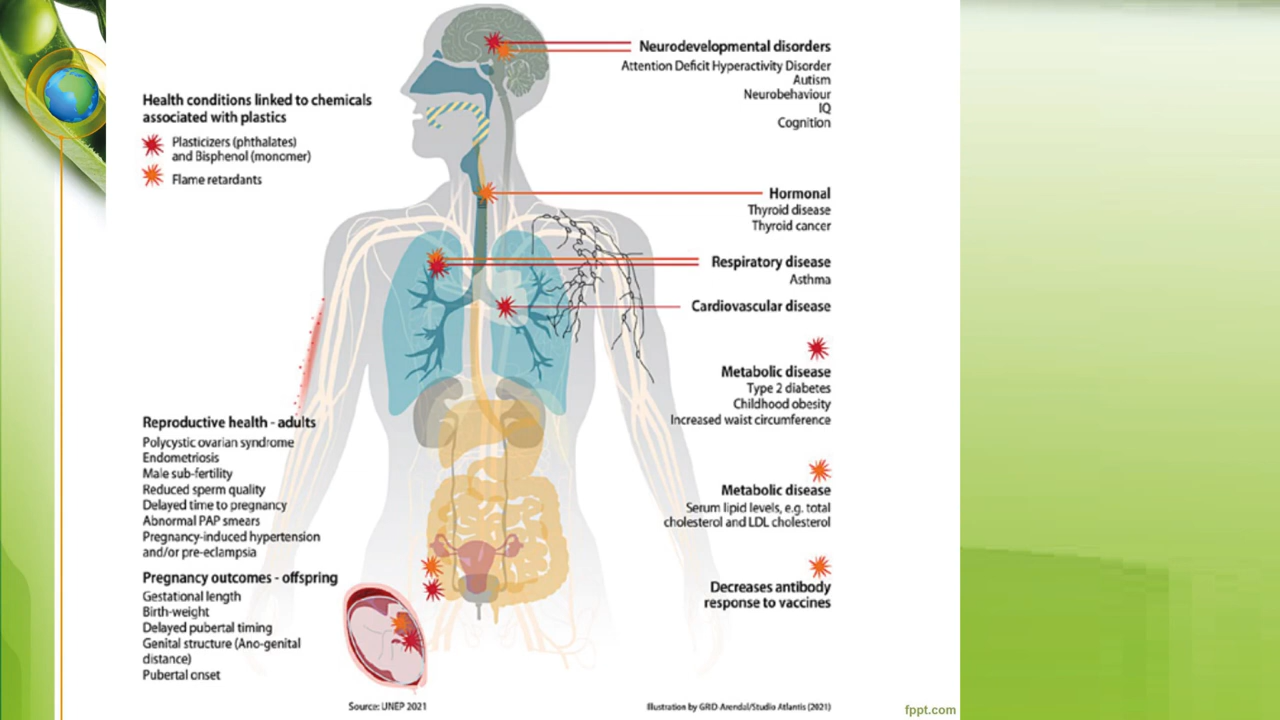 Health conditions linked to chemicals
associated with plastics
Plasticizers (phthalates)
and Bisphenol (monomer)
Flame retardants
Neurodevelopmental disorders
Attention Deficit Hyperactivity Disorder
Autism
Neurobehaviour
IQ
Cognition
Hormonal
Thyroid disease
Thyroid cancer
Respiratory disease
Asthma
Cardiovascular disease
Metabolic disease
Type 2 diabetes
Childhood obesity
Increased waist circumference
Metabolic disease
Serum lipid levels, e.g. total
cholesterol and LDL cholesterol
Decreases antibody
response to vaccines
Reproductive health - adults
Polycystic ovarian syndrome
Endometriosis
Male sub-fertility
Reduced sperm quality
Delayed time to pregnancy
Abnormal PAP smears
Pregnancy-induced hypertension
and/or pre-eclampsia
Pregnancy outcomes - offspring
Gestational length
Birth-weight
Delayed pubertal timing
Genital structure (Ano-genital
distance)
Pubertal onset
Source: UNEP 2021
Illustration by GRID-Arendal/Studio Atlantis (2021)
fppt.com